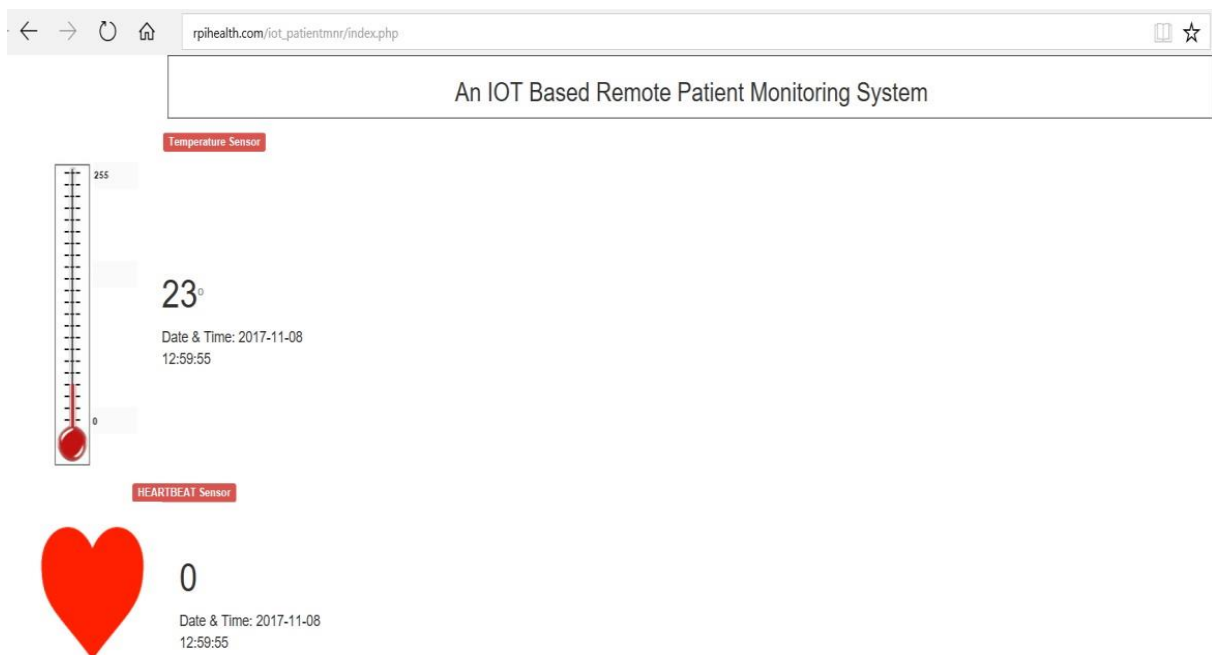 rpihealth.com/iot_patientmnr/index.php
An IOT Based Remote Patient Monitoring System
Temperature Sensor
255
0
23°
Date & Time: 2017-11-08
12:59:55
HEARTBEAT Sensor
0
Date & Time: 2017-11-08
12:59:55